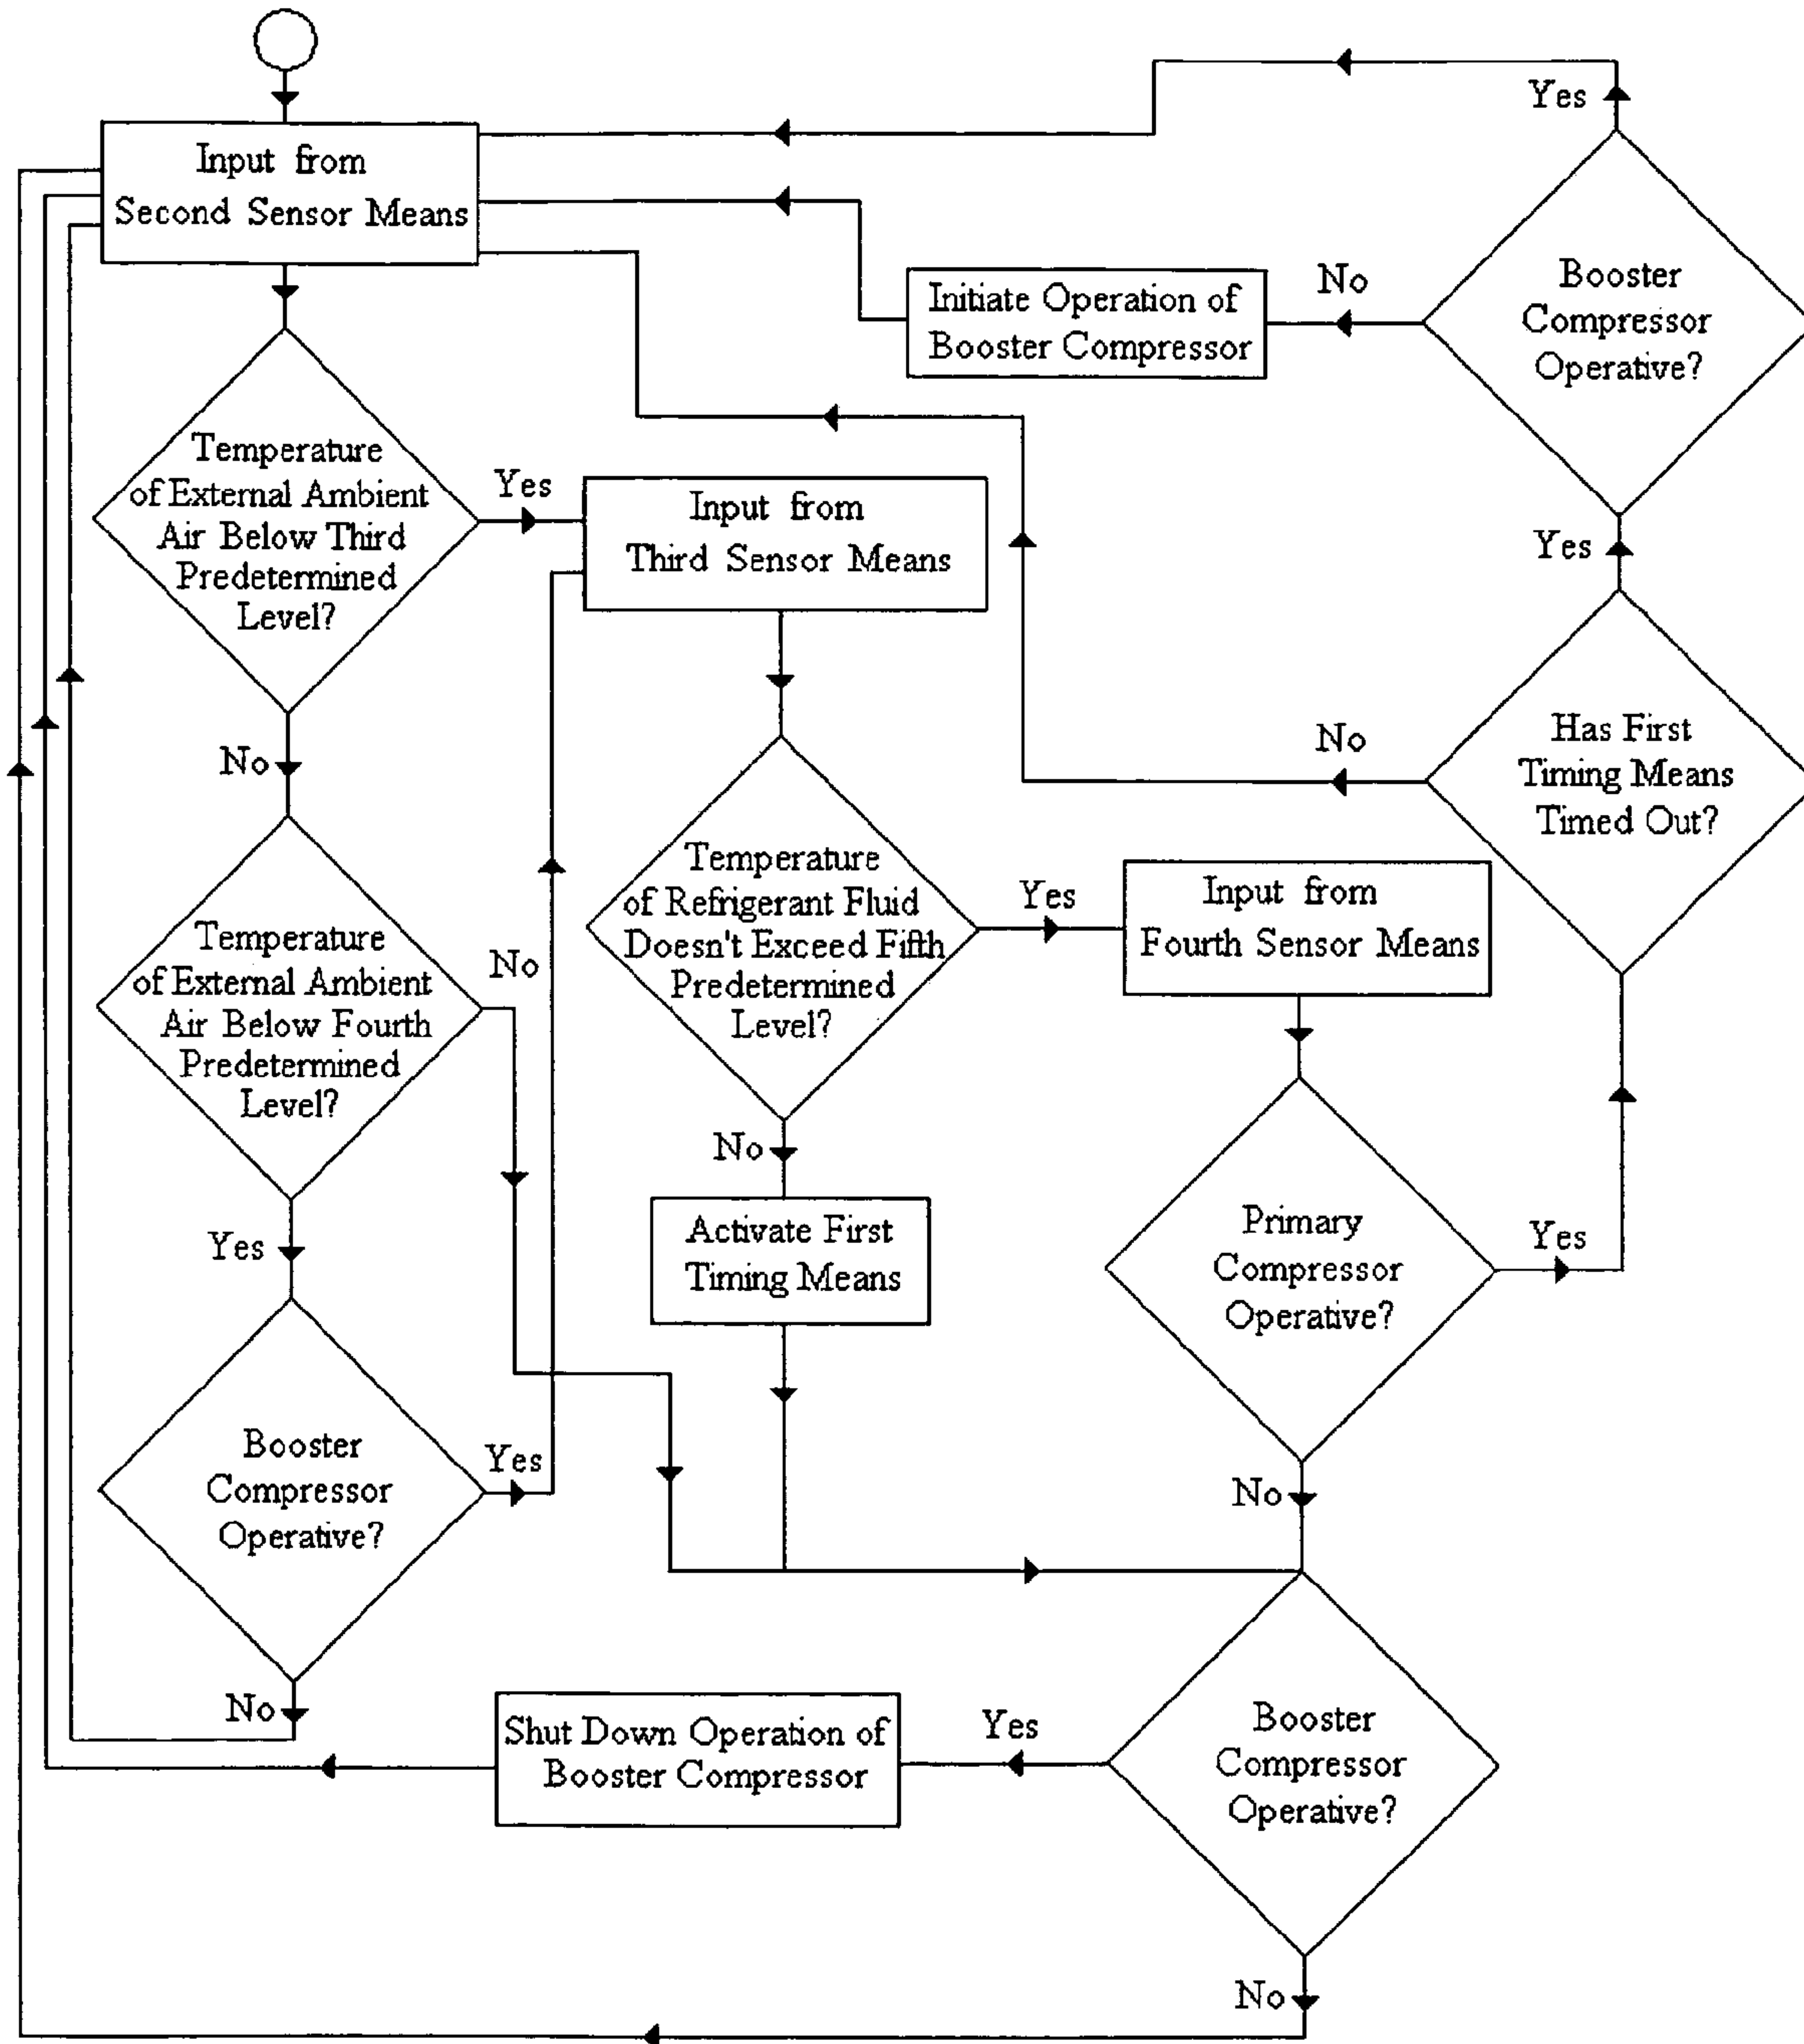 Input from
Second Sensor Means
Yes
Booster
Compressor
Operative?
No
Initiate Operation of
Booster Compressor
Temperature
of External Ambient
Air Below Third
Predetermined
Level?
Yes
Input from
Third Sensor Means
Yes
No
Has First
Timing Means
Timed Out?
No
Temperature
of Refrigerant Fluid
Doesn't Exceed Fifth
Predetermined
Level?
Yes
Input from
Fourth Sensor Means
Temperature
of External Ambient
Air Below Fourth
Predetermined
Level?
No
No
Activate First
Timing Means
Primary
Compressor
Operative?
Yes
Yes
Booster
Compressor
Operative?
Yes
No
No
Shut Down Operation of
Booster Compressor
Yes
Booster
Compressor
Operative?
No